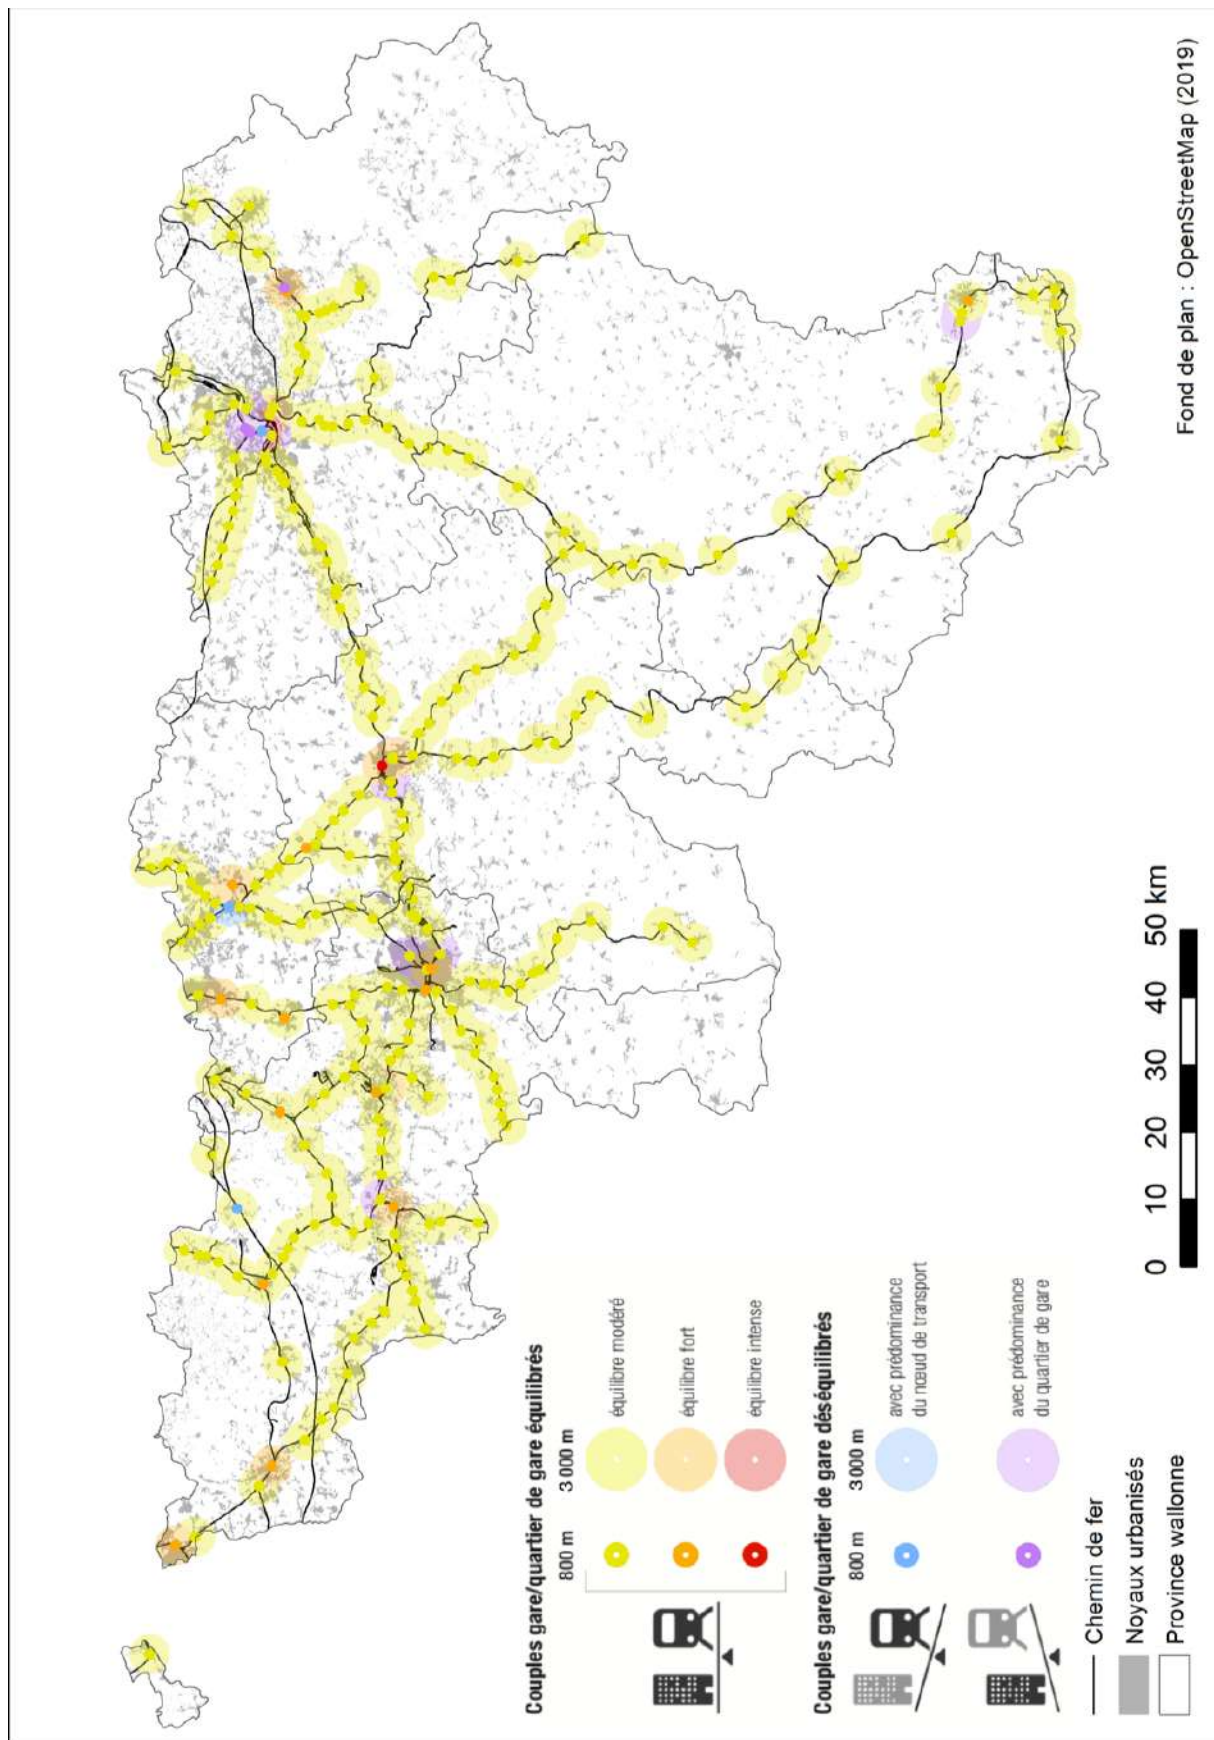 Couples gare/quartier de gare équilibrés
800 m
3 000 m
équilibre modéré
équilibre fort
équilibre intense
Couples gare/quartier de gare déséquilibrés
800 m
3 000 m
avec prédominance
du nœud de transport
avec prédominance
du quartier de gare
Chemin de fer
Noyaux urbanisés
Province wallonne
0
10
20
30
40
50 km
Fond de plan : OpenStreetMap (2019)